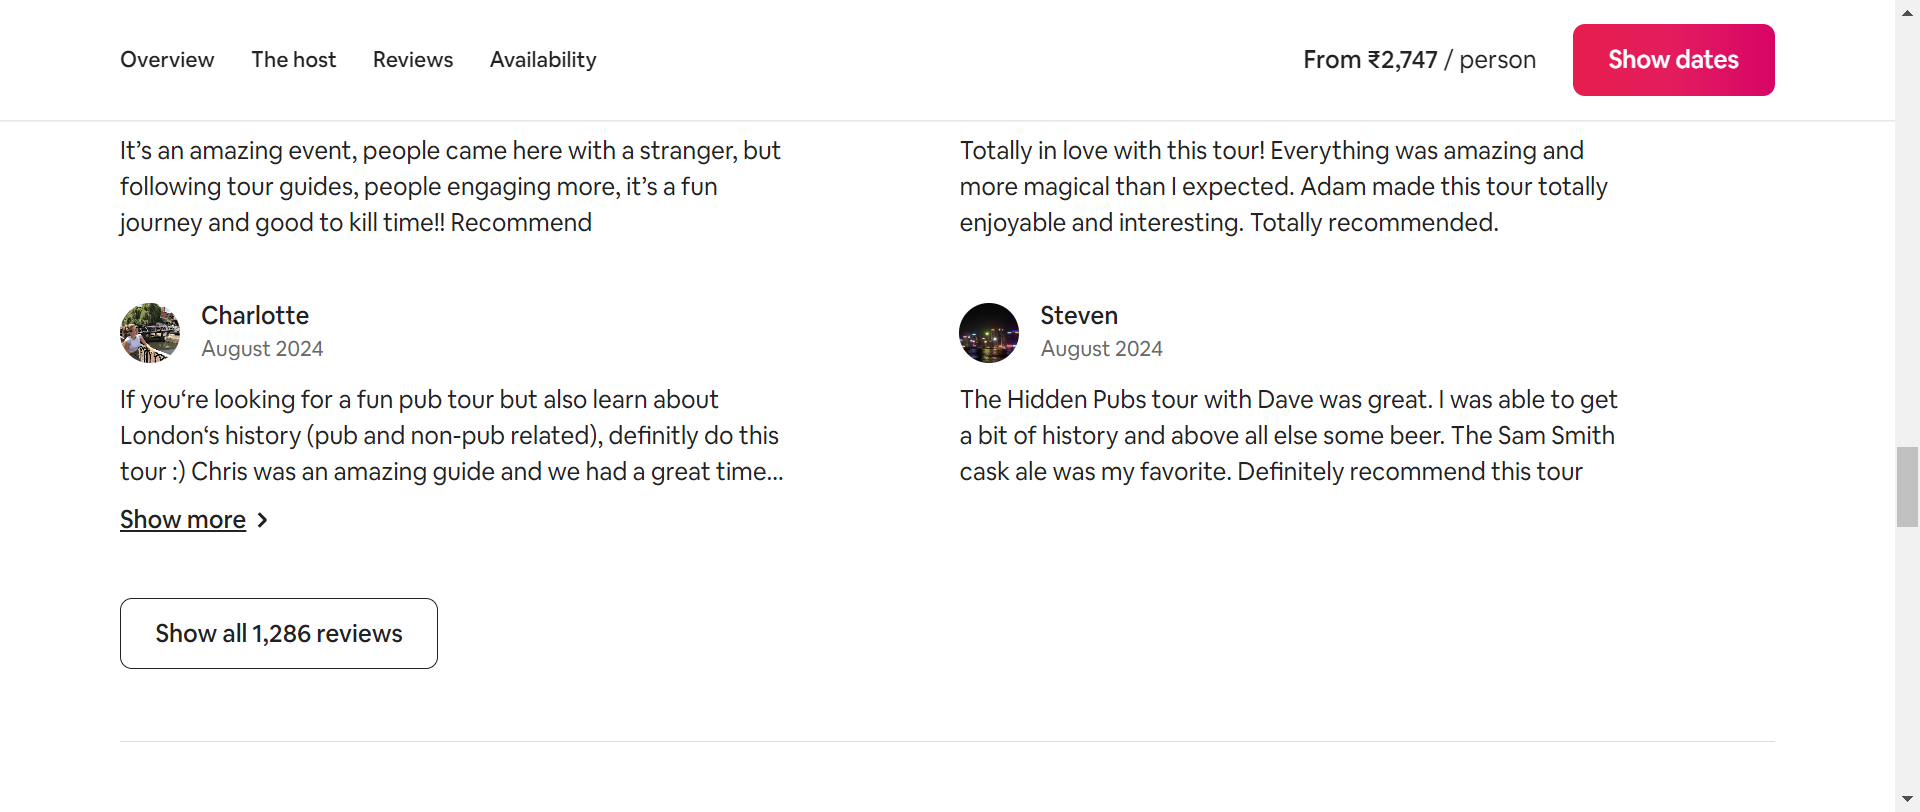 Overview The host Reviews Availability From ₹2,747 / person Show dates
It’s an amazing event, people came here with a stranger, but
following tour guides, people engaging more, it’s a fun
journey and good to kill time!! Recommend
Totally in love with this tour! Everything was amazing and
more magical than I expected. Adam made this tour totally
enjoyable and interesting. Totally recommended.
Charlotte
August 2024
If you‘re looking for a fun pub tour but also learn about
London‘s history (pub and non-pub related), definitly do this
tour :) Chris was an amazing guide and we had a great time...
Show more
Steven
August 2024
The Hidden Pubs tour with Dave was great. I was able to get
a bit of history and above all else some beer. The Sam Smith
cask ale was my favorite. Definitely recommend this tour
Show all 1,286 reviews